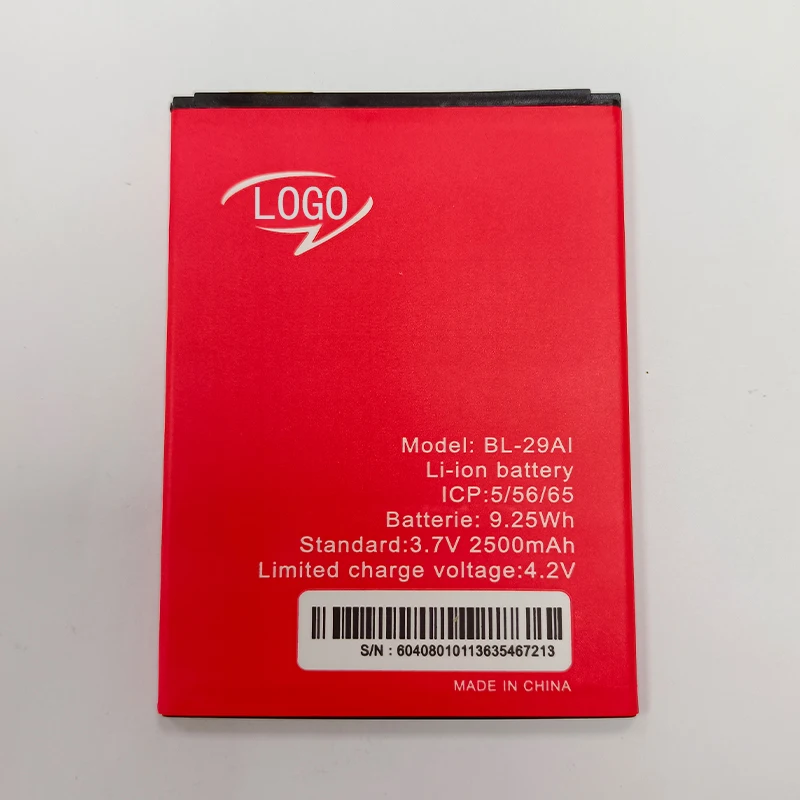 LOGO
Model: BL-29AI
Li-ion battery
ICP:5/56/65
Batterie: 9.25Wh
Standard:3.7V 2500mAh
Limited charge voltage:4.2V
S/N : 60408010113635467213
MADE IN CHINA